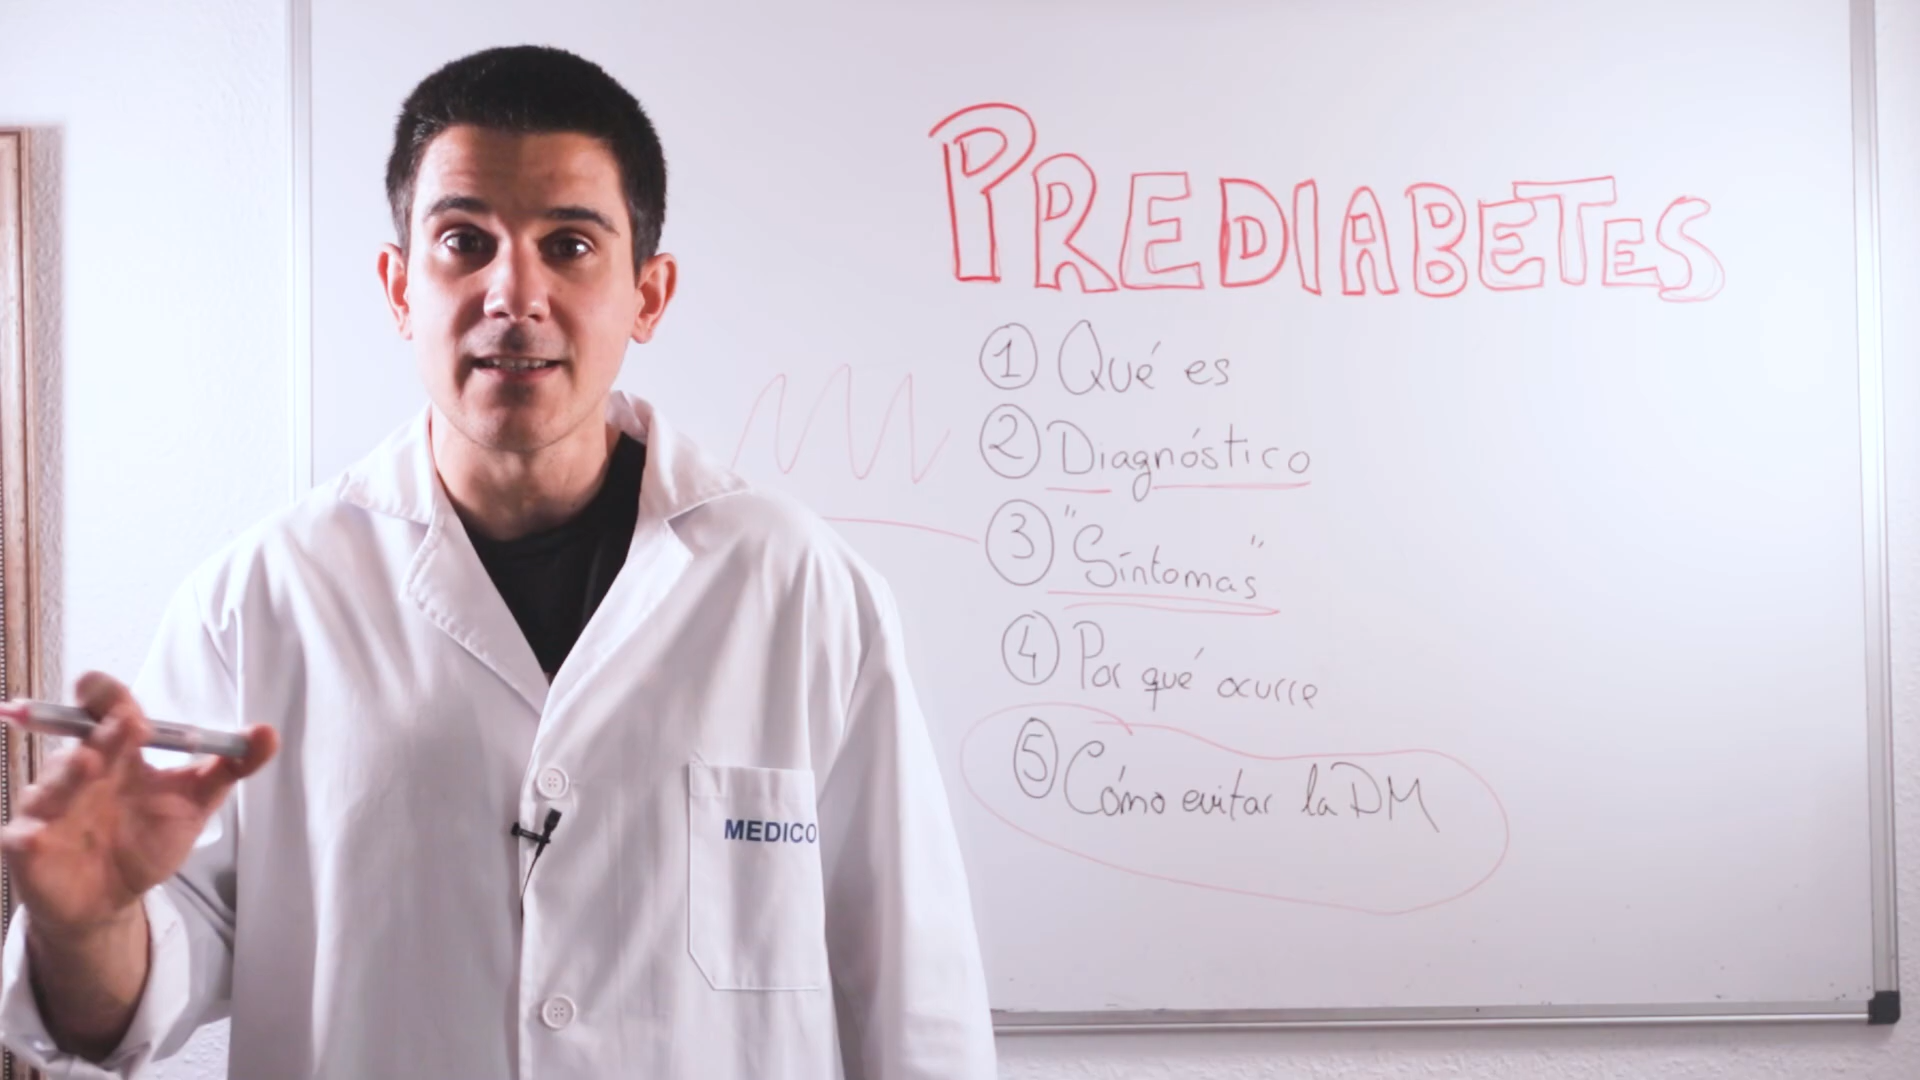 PREDIABETES
1 Qué es
2 Diagnóstico
3 "Síntomas"
4 Por qué ocurre
5 Cómo evitar la DM
MEDICO